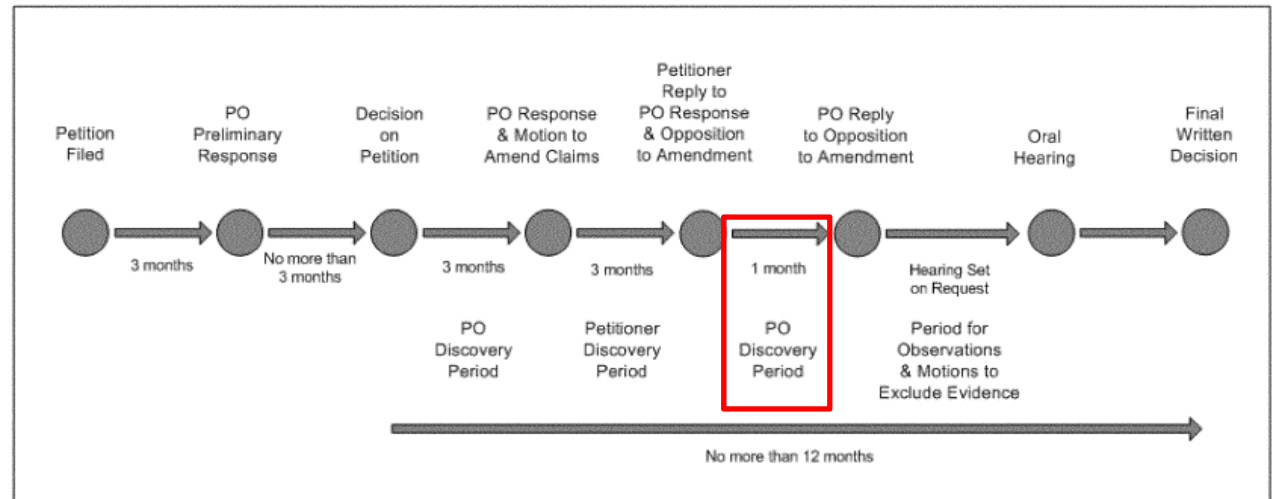 Petition
Filed
PO
Preliminary
Response
Decision
on
Petition
PO Response
& Motion to
Amend Claims
Petitioner
Reply to
PO Response
& Opposition
to Amendment
PO Reply
to Opposition
to Amendment
Oral
Hearing
Final
Written
Decision
3 months
No more than
3 months
3 months
3 months
1 month
Hearing Set
on Request
PO
Discovery
Period
Petitioner
Discovery
Period
PO
Discovery
Period
Period for
Observations
& Motions to
Exclude Evidence
No more than 12 months